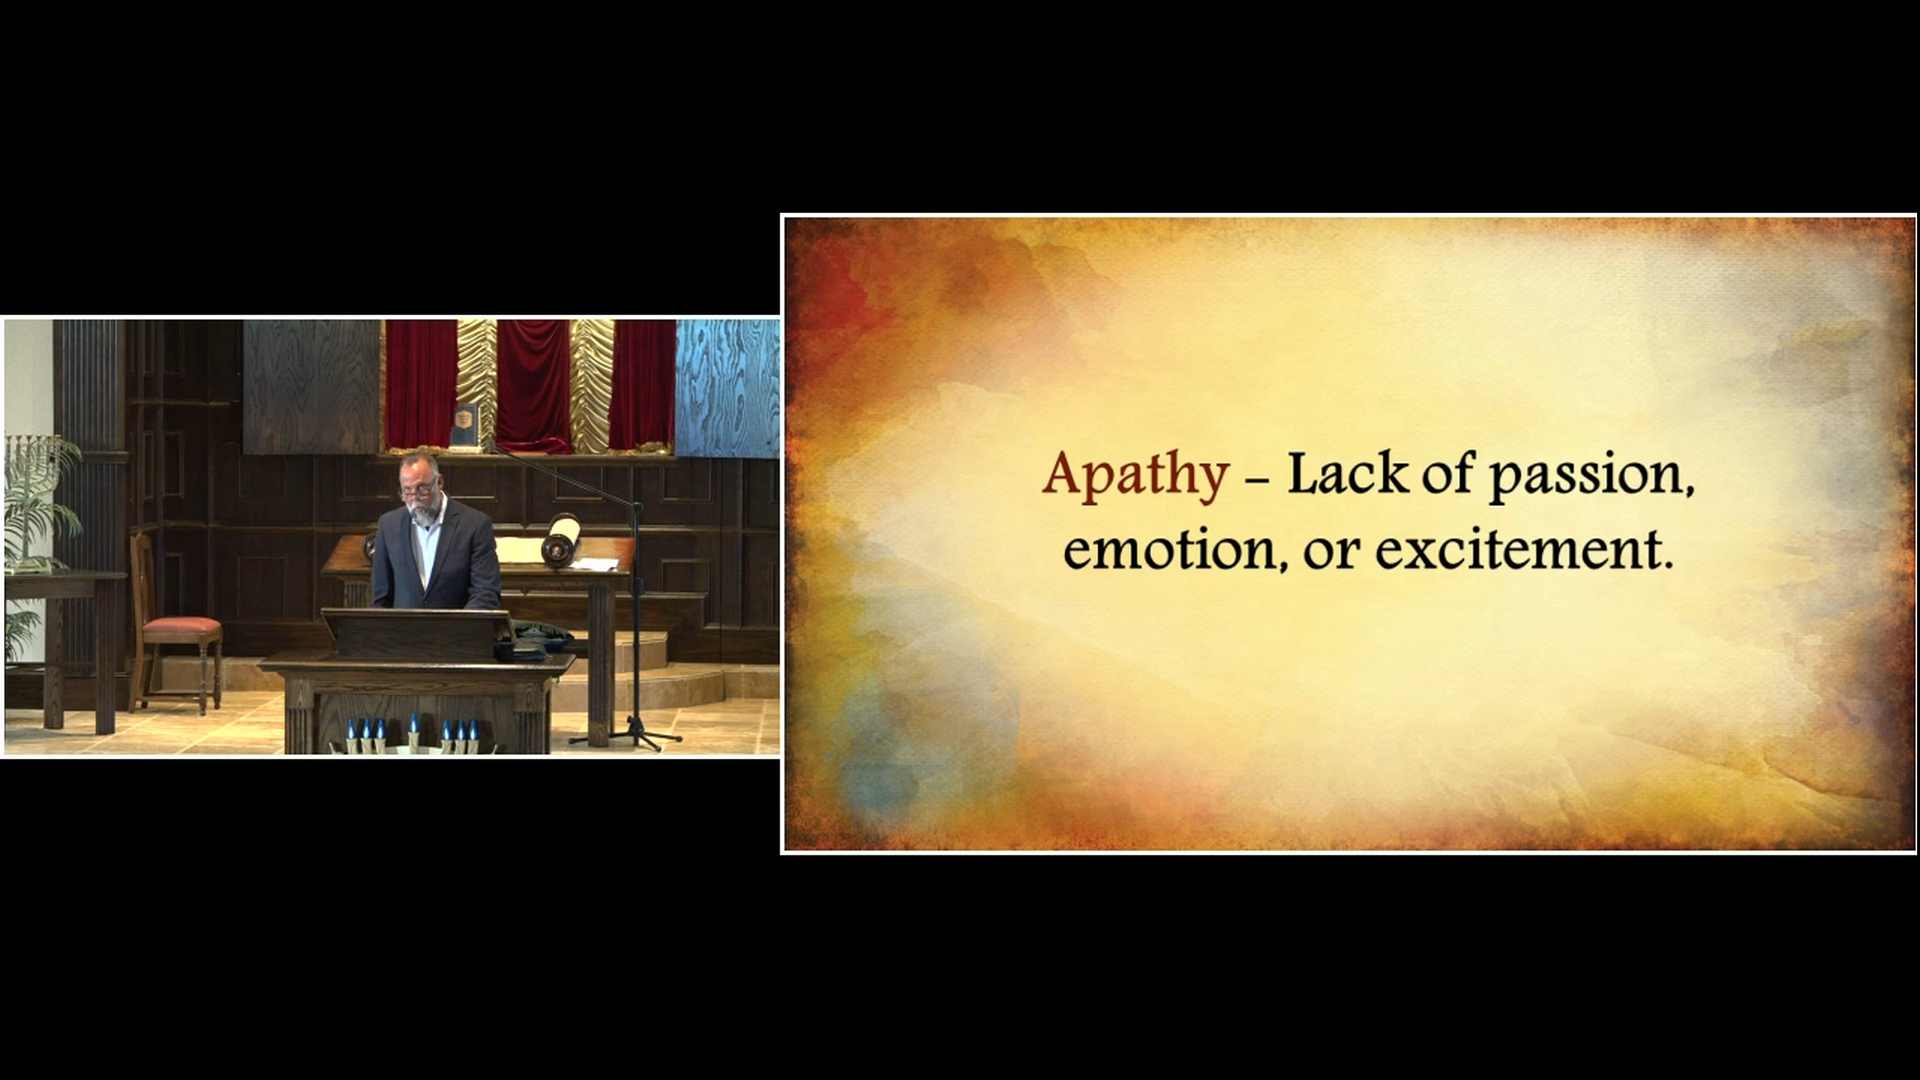 Apathy – Lack of passion,
emotion, or excitement.